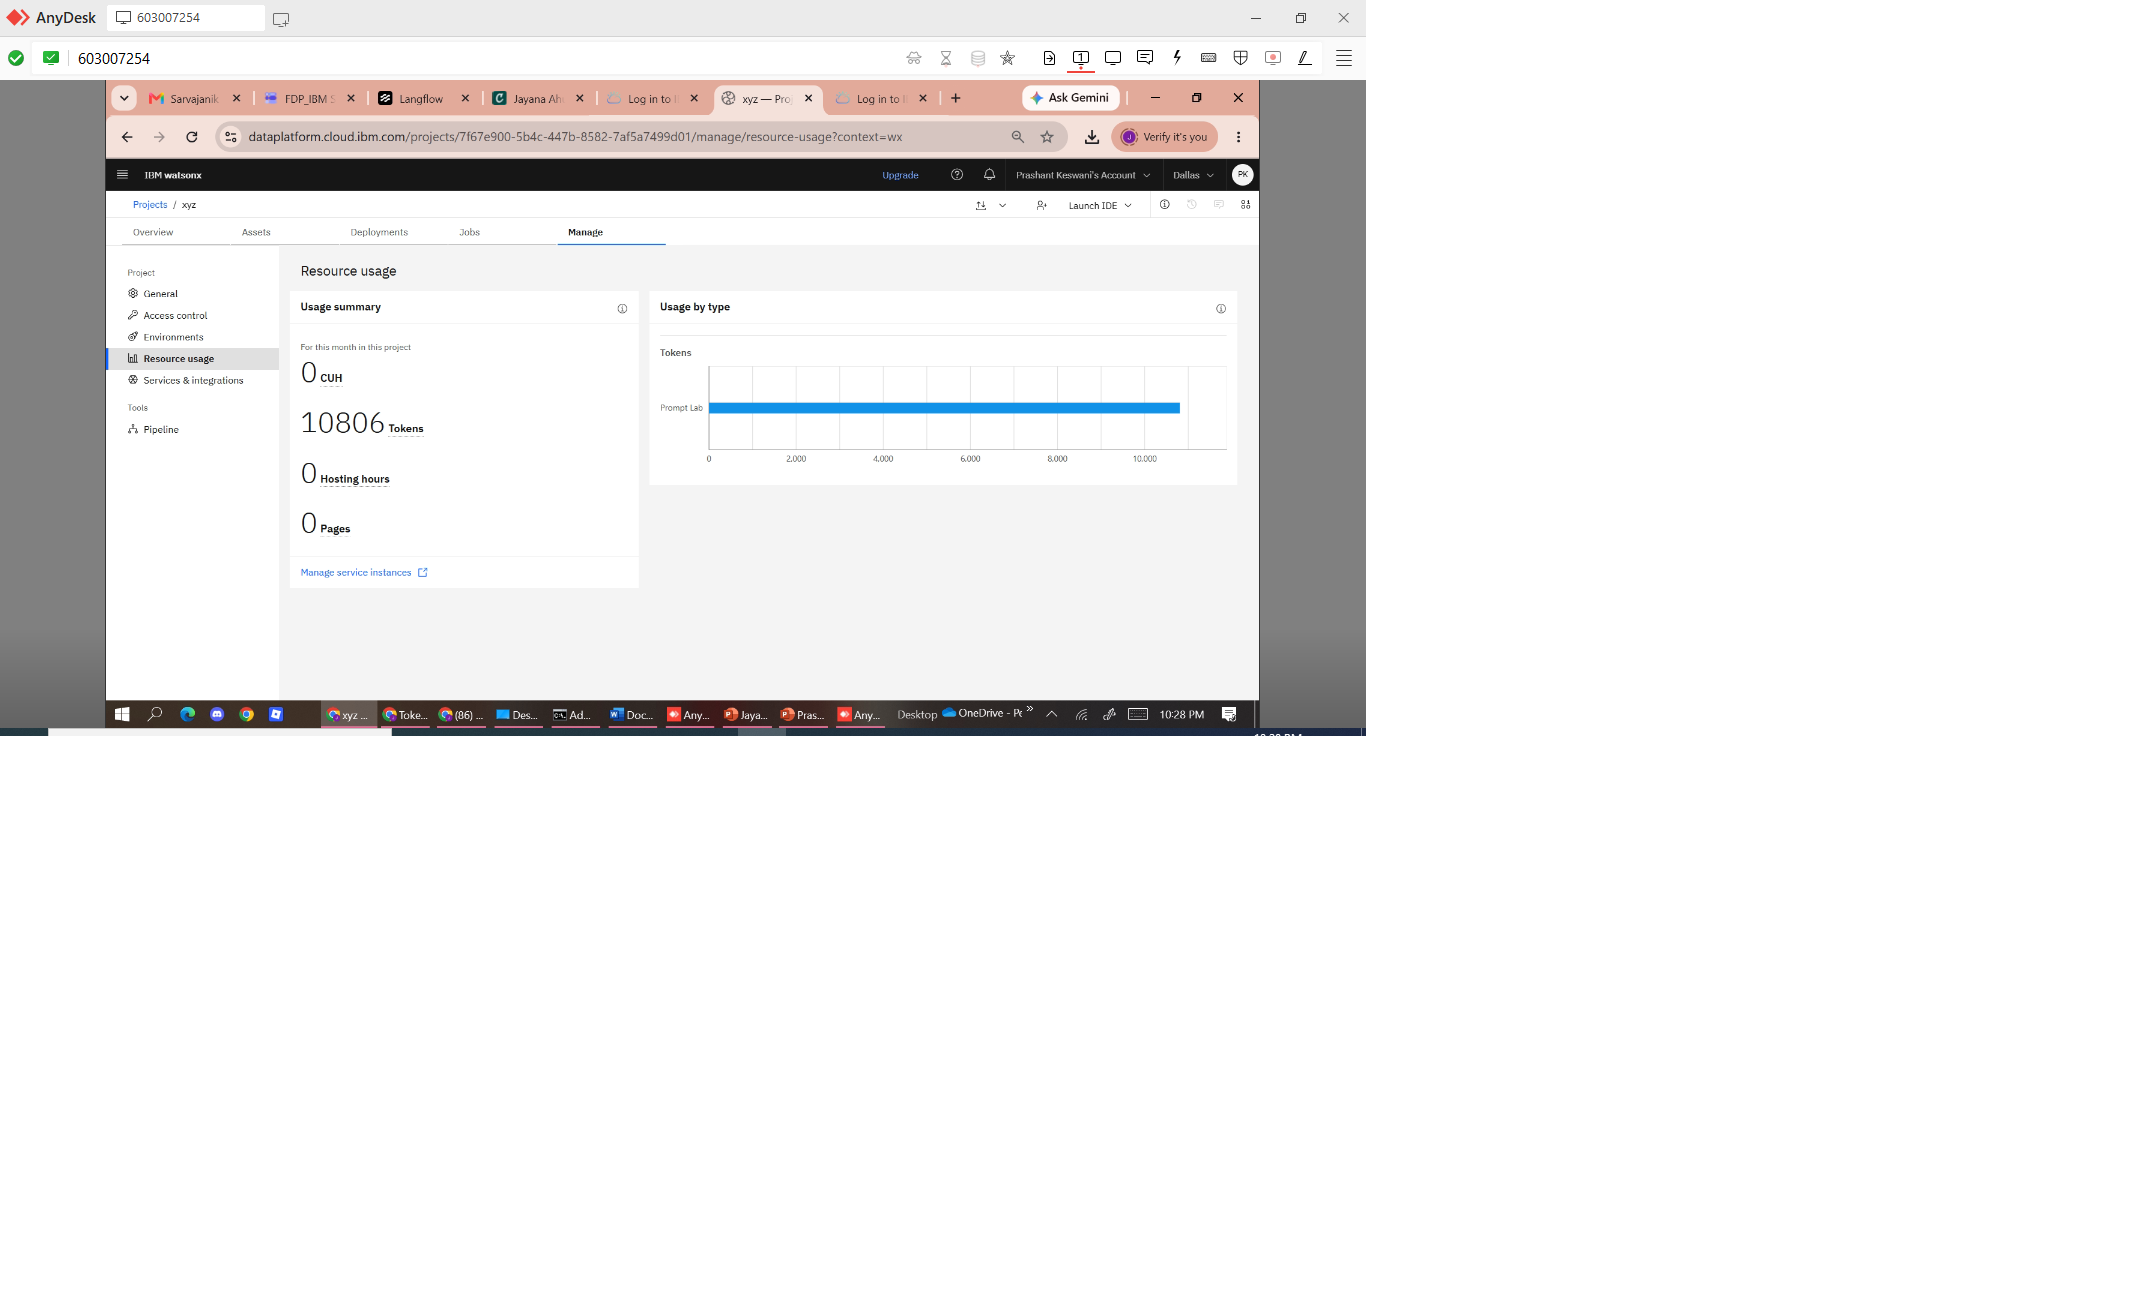 AnyDesk 603007254
603007254
Sarvajanik FDP_IBM S Langflow Jayana Ah Log in to I xyz — Proj Log in to I Ask Gemini
dataplatform.cloud.ibm.com/projects/7f67e900-5b4c-447b-8582-7af5a7499d01/manage/resource-usage?context=wx Verify it's you
IBM watsonx Upgrade Prashant Keswani's Account Dallas PK
Projects / xyz Launch IDE
Overview Assets Deployments Jobs Manage
Project
General
Access control
Environments
Resource usage
Services & integrations
Tools
Pipeline
Resource usage
Usage summary
For this month in this project
0 CUH
10806 Tokens
0 Hosting hours
0 Pages
Manage service instances
Usage by type
Tokens
Prompt Lab
0 2.000 4.000 6.000 8.000 10.000
xyz ... Toke... (86) ... Des... Ad... Doc... Any... Jaya... Pras... Any... Desktop OneDrive - Pe 10:28 PM